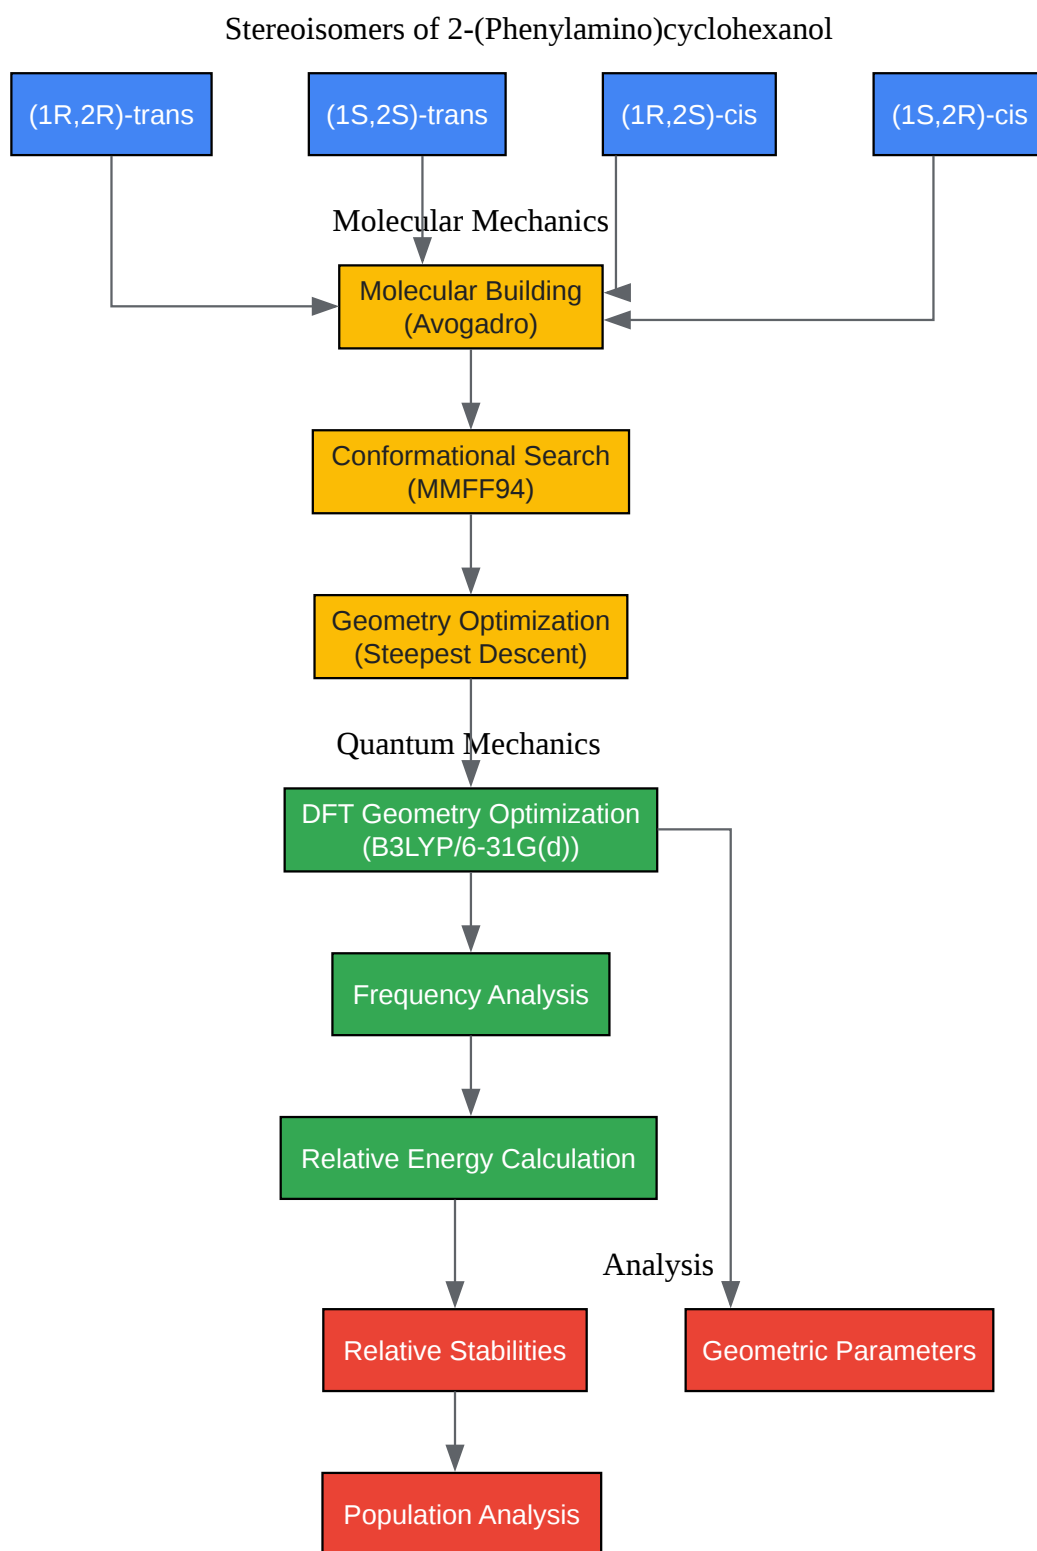 Stereoisomers of 2-(Phenylamino)cyclohexanol
(1R,2R)-trans
(1S,2S)-trans
(1R,2S)-cis
(1S,2R)-cis
Molecular Mechanics
Molecular Building
(Avogadro)
Conformational Search
(MMFF94)
Geometry Optimization
(Steepest Descent)
Quantum Mechanics
DFT Geometry Optimization
(B3LYP/6-31G(d))
Frequency Analysis
Relative Energy Calculation
Analysis
Relative Stabilities
Geometric Parameters
Population Analysis